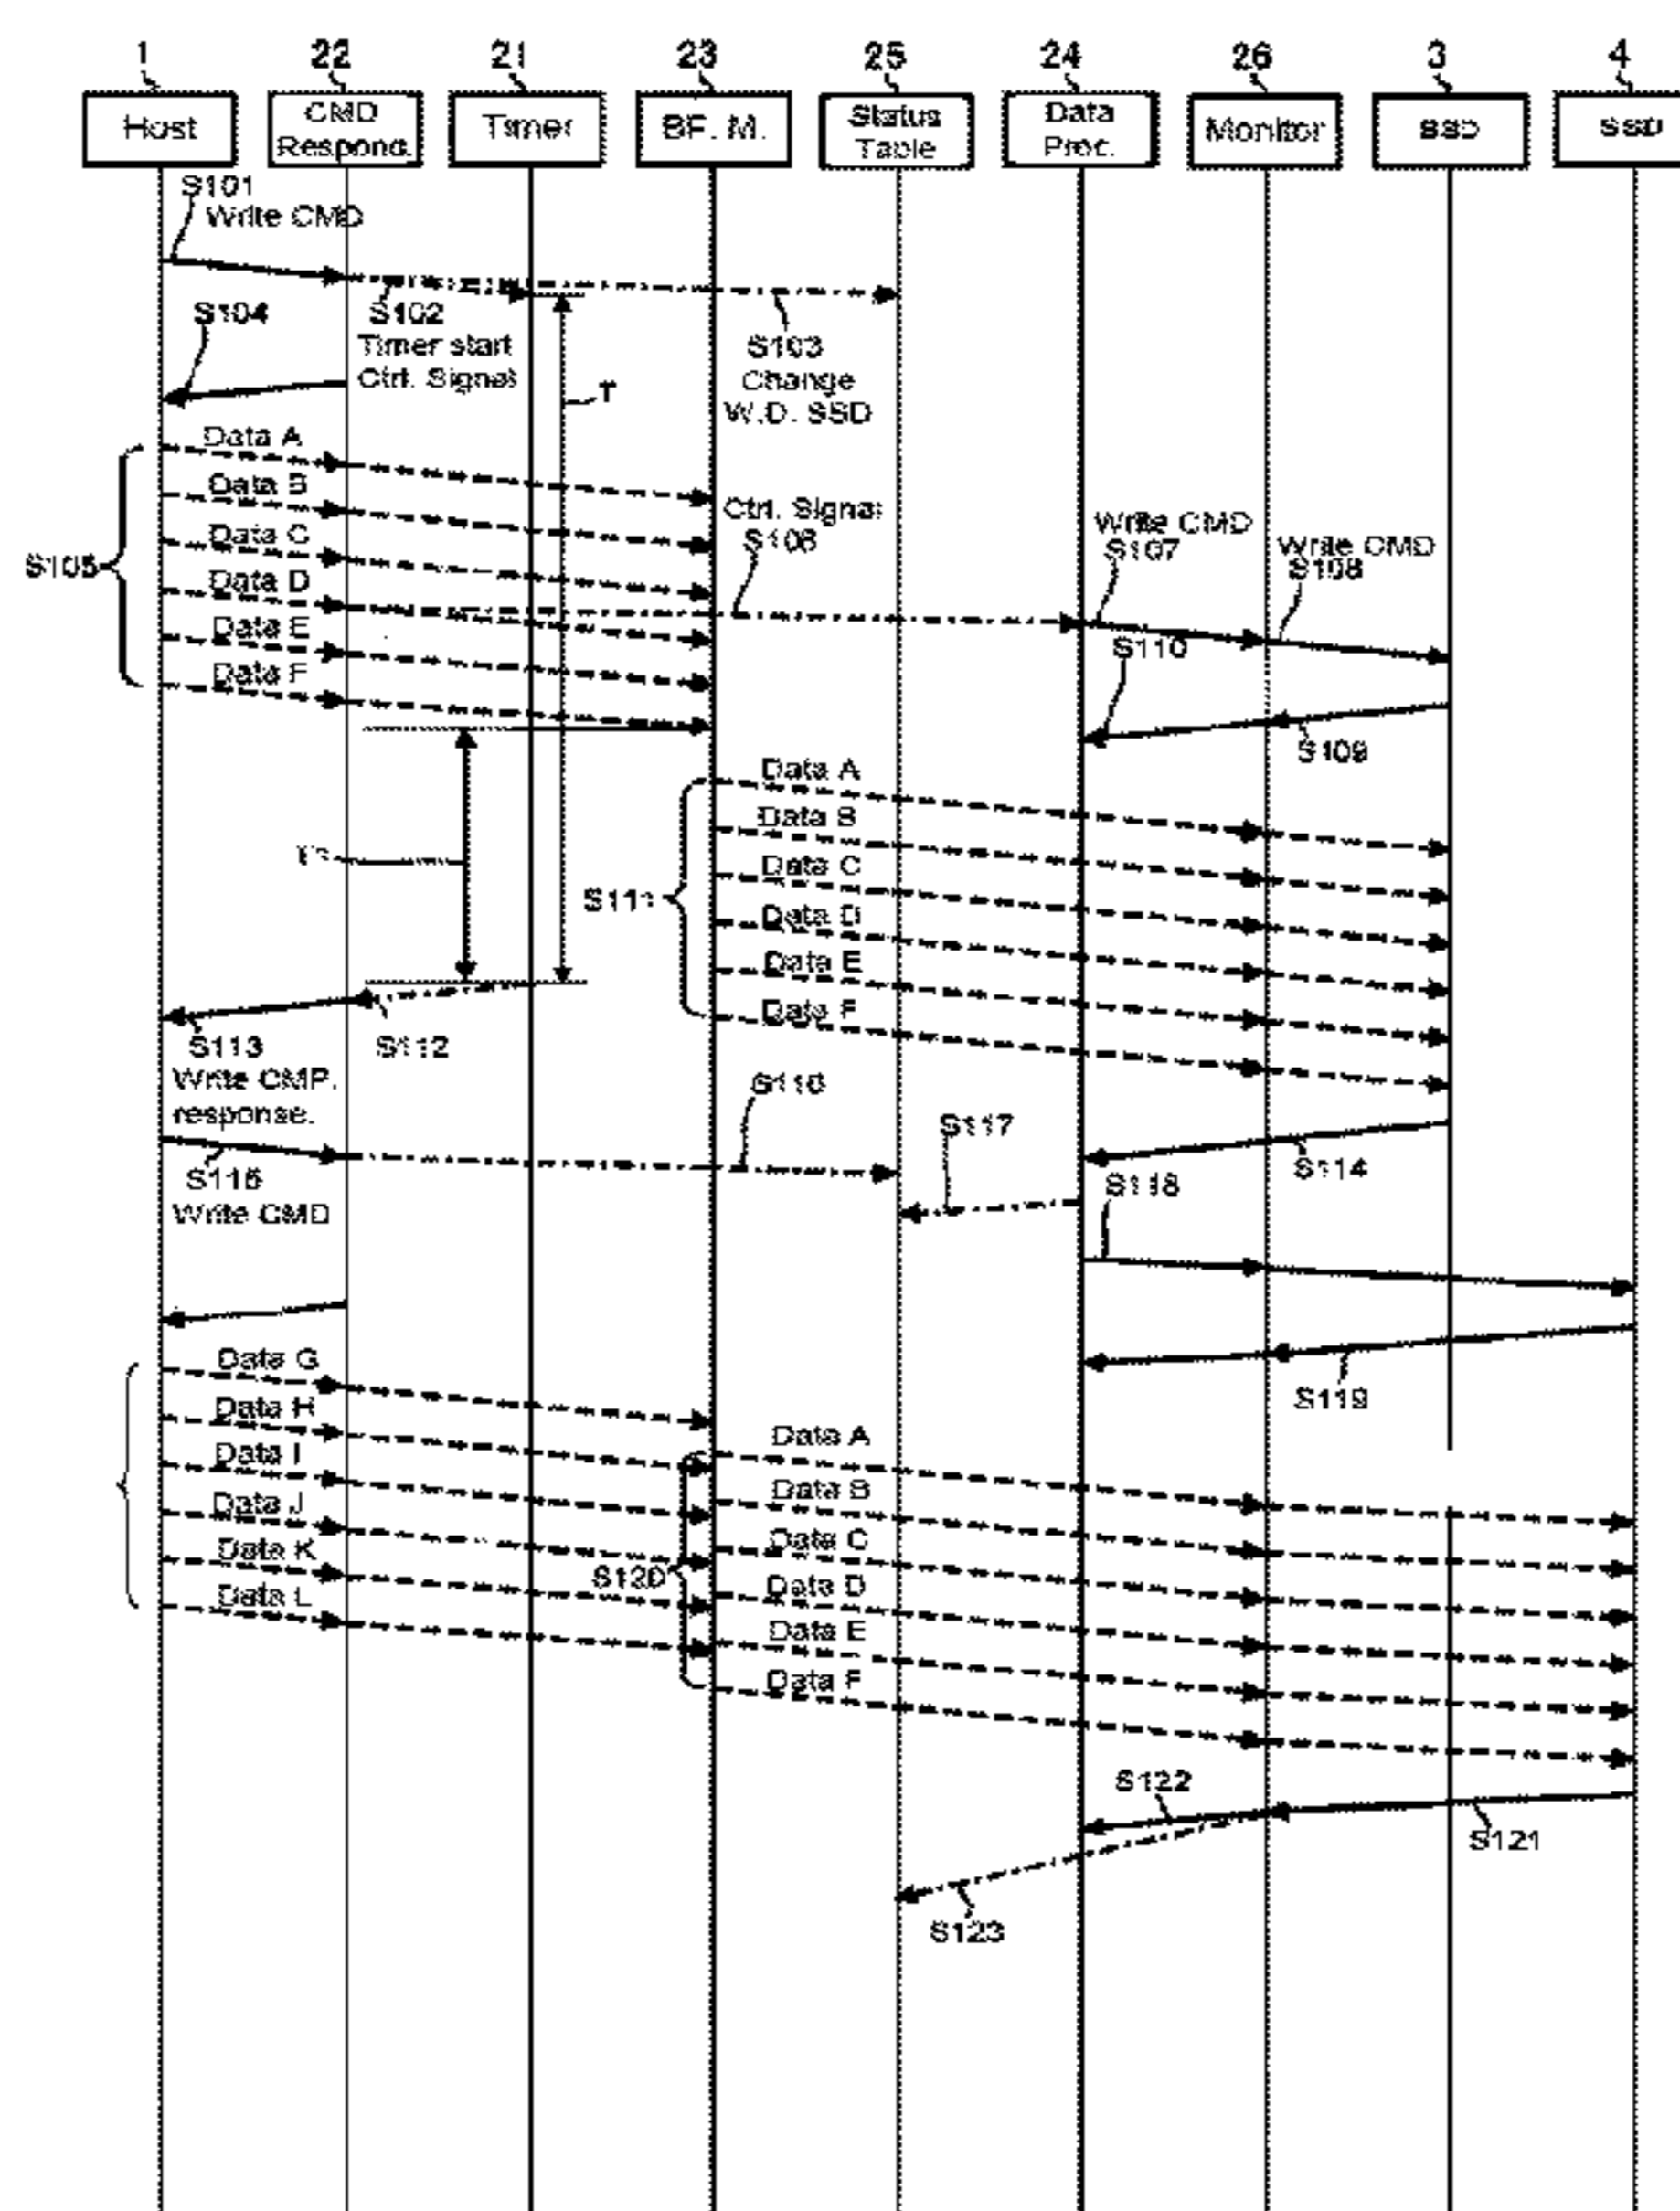 1
22
21
23
25
24
26
3
4
Host
CMD
Respond.
Timer
BF. M.
Status
Table
Data
Proc.
Monitor
SSD
SSD
S101
Write CMD
S104
S102
Timer start
Ctrl. Signal
T
S103
Change
W.D. SSD
Data A
Data B
Data C
Data D
Data E
Data F
S105
Ctrl. Signal
S106
Write CMD
S107
Write CMD
S108
S110
S109
Data A
Data B
Data C
Data D
Data E
Data F
S111
S113
Write CMP.
response.
S112
S116
S117
S114
S115
Write CMD
S118
S119
Data G
Data H
Data I
Data J
Data K
Data L
Data A
Data B
Data C
Data D
Data E
Data F
S120
S122
S121
S123